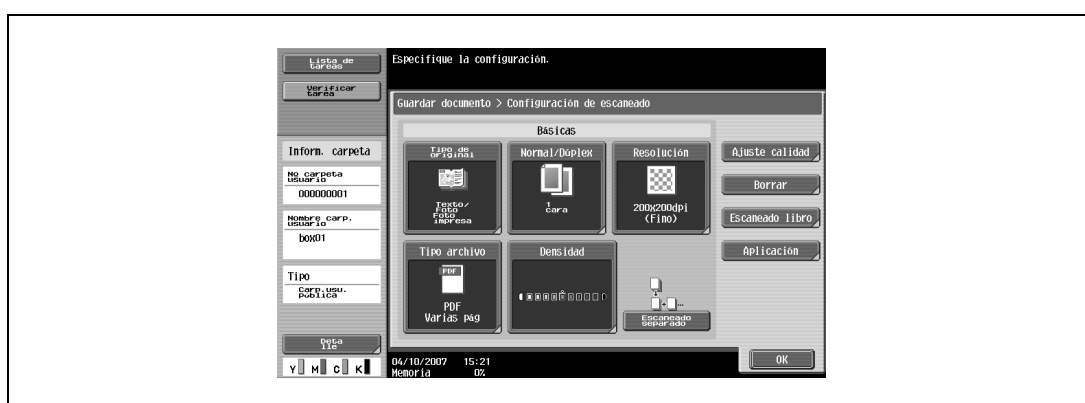 Lista de
tareas
Verificar
tarea
Inform. carpeta
No carpeta
usuario
000000001
Nombre carp.
usuario
box01
Tipo
Carp.usu.
pública
Deta
lle
Y M C K
Especifique la configuración.
Guardar documento > Configuración de escaneado
Básicas
Tipo de
original
Texto/
Foto
Foto
impresa
Normal/Dúplex
1
cara
Resolución
200x200dpi
(Fino)
Tipo archivo
PDF
PDF
Varias pág
Densidad
Escaneado
separado
Ajuste calidad
Borrar
Escaneado libro
Aplicación
04/10/2007 15:21
Memoria 0%
OK